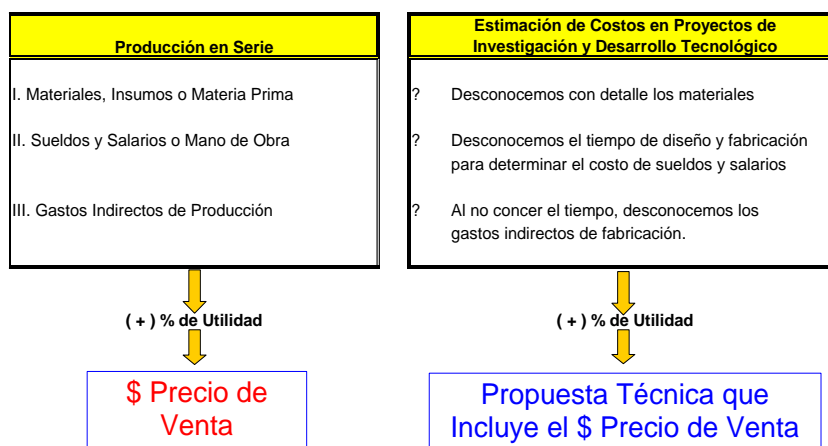 Producción en Serie
I. Materiales, Insumos o Materia Prima
II. Sueldos y Salarios o Mano de Obra
III. Gastos Indirectos de Producción
( + ) % de Utilidad
$ Precio de
Venta
Estimación de Costos en Proyectos de
Investigación y Desarrollo Tecnológico
? Desconocemos con detalle los materiales
? Desconocemos el tiempo de diseño y fabricación
para determinar el costo de sueldos y salarios
? Al no concer el tiempo, desconocemos los
gastos indirectos de fabricación.
( + ) % de Utilidad
Propuesta Técnica que
Incluye el $ Precio de Venta